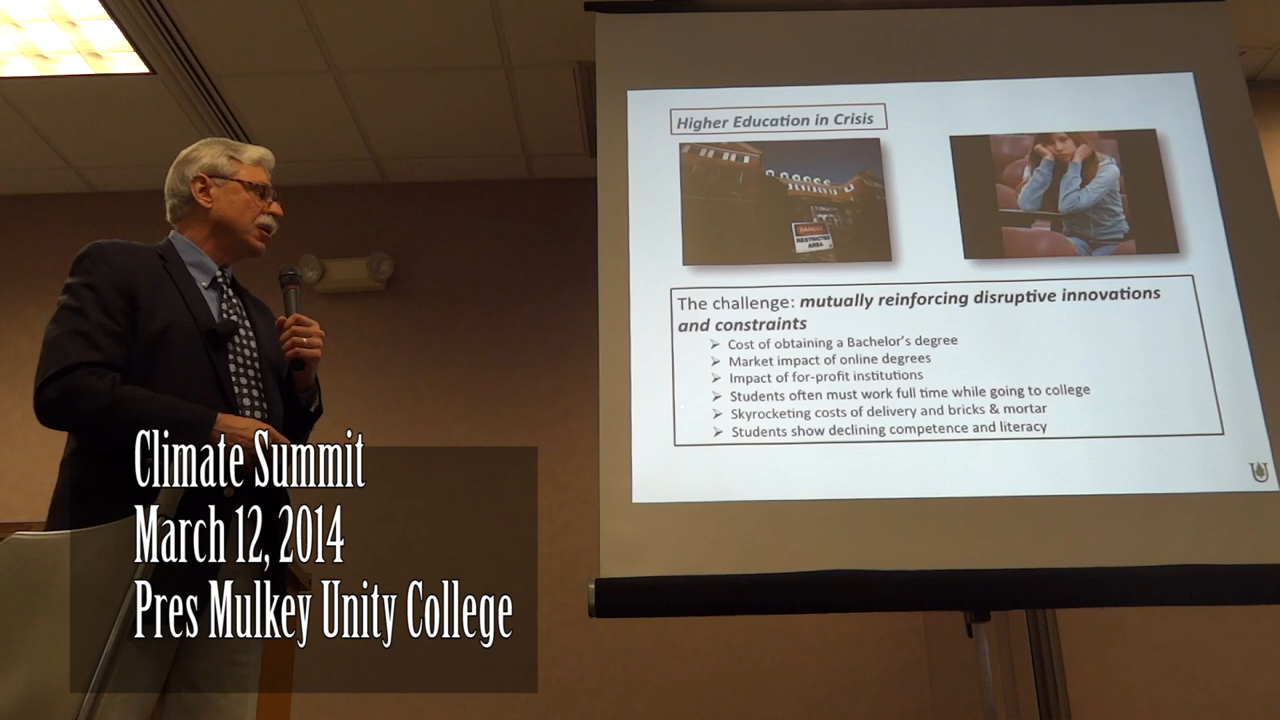 Higher Education in Crisis
DANGER
RESTRICTED
AREA
The challenge: mutually reinforcing disruptive innovations
and constraints
➢ Cost of obtaining a Bachelor's degree
➢ Market impact of online degrees
➢ Impact of for-profit institutions
➢ Students often must work full time while going to college
➢ Skyrocketing costs of delivery and bricks & mortar
➢ Students show declining competence and literacy
U
Climate Summit
March 12, 2014
Pres Mulkey Unity College